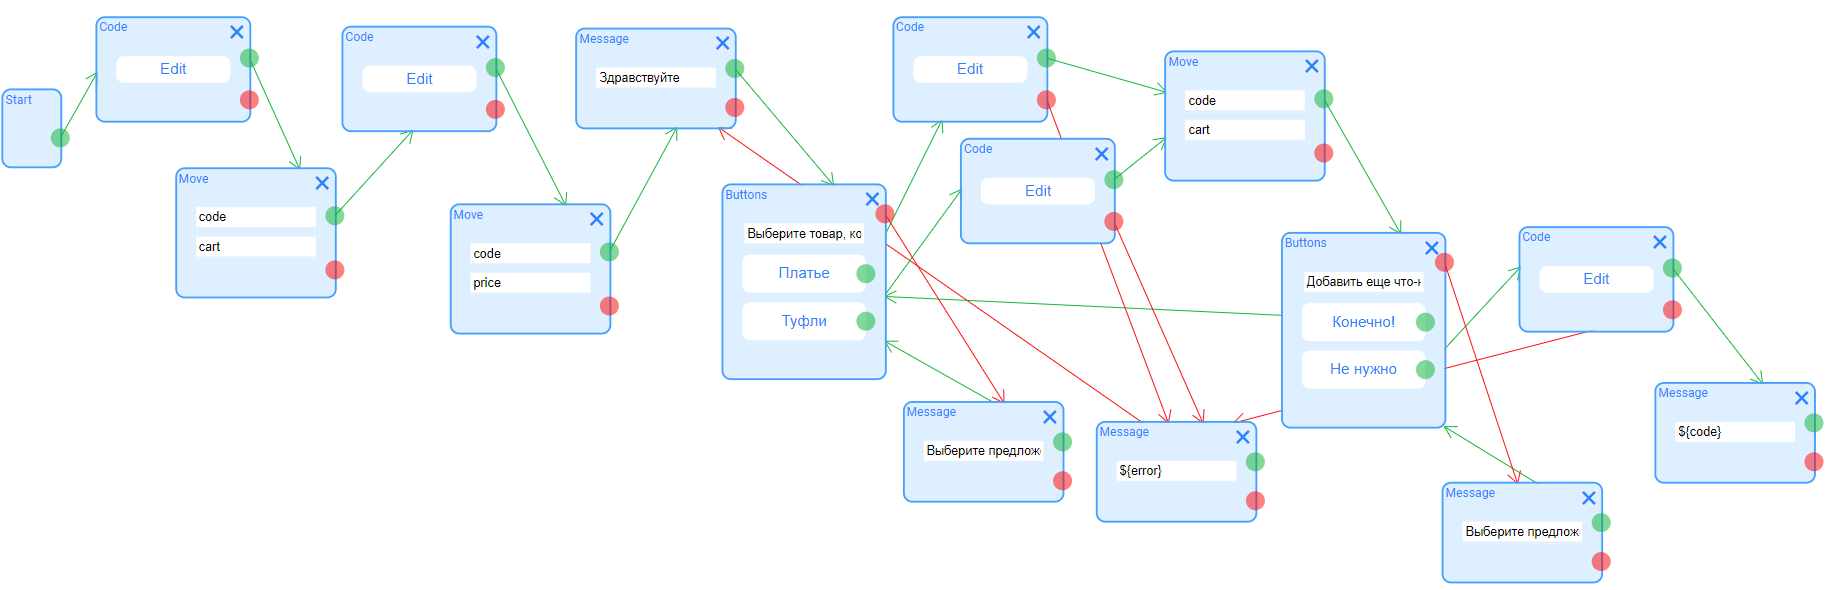 Start
Code
Edit
Move
code
cart
Code
Edit
Move
code
price
Message
Здравствуйте
Buttons
Выберите товар, ко
Платье
Туфли
Code
Edit
Code
Edit
Message
Выберите предлож
Message
${error}
Move
code
cart
Buttons
Добавить еще что-н
Конечно!
Не нужно
Code
Edit
Message
Выберите предлож
Message
${code}